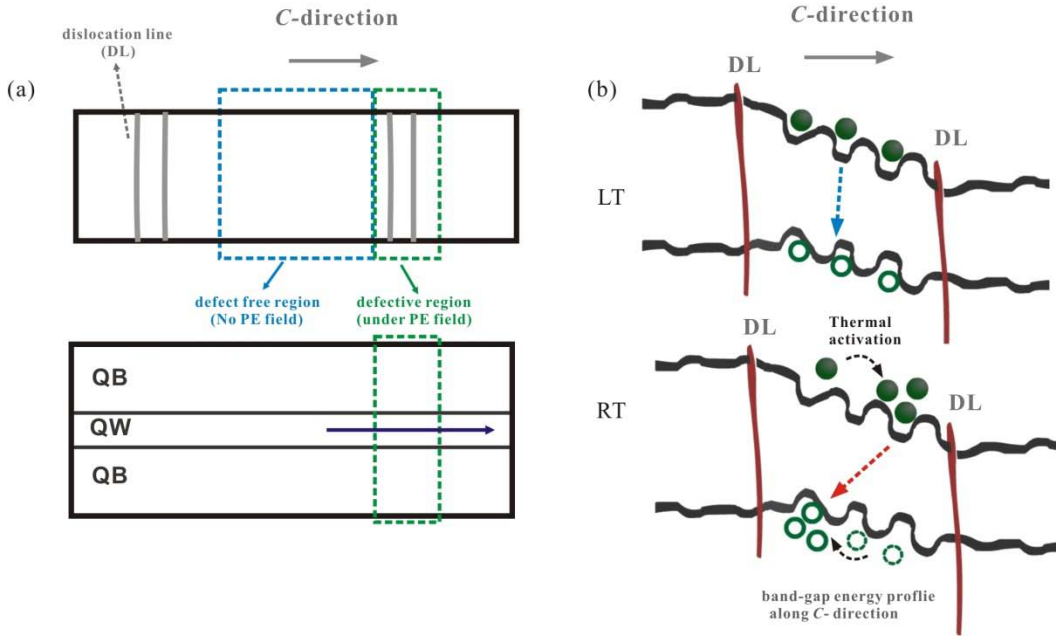 C-direction
dislocation line
(DL)
(a)
defect free region
(No PE field)
defective region
(under PE field)
QB
QW
QB
C-direction
(b)
DL
DL
LT
Thermal
activation
DL
DL
RT
band-gap energy proflie
along C- direction